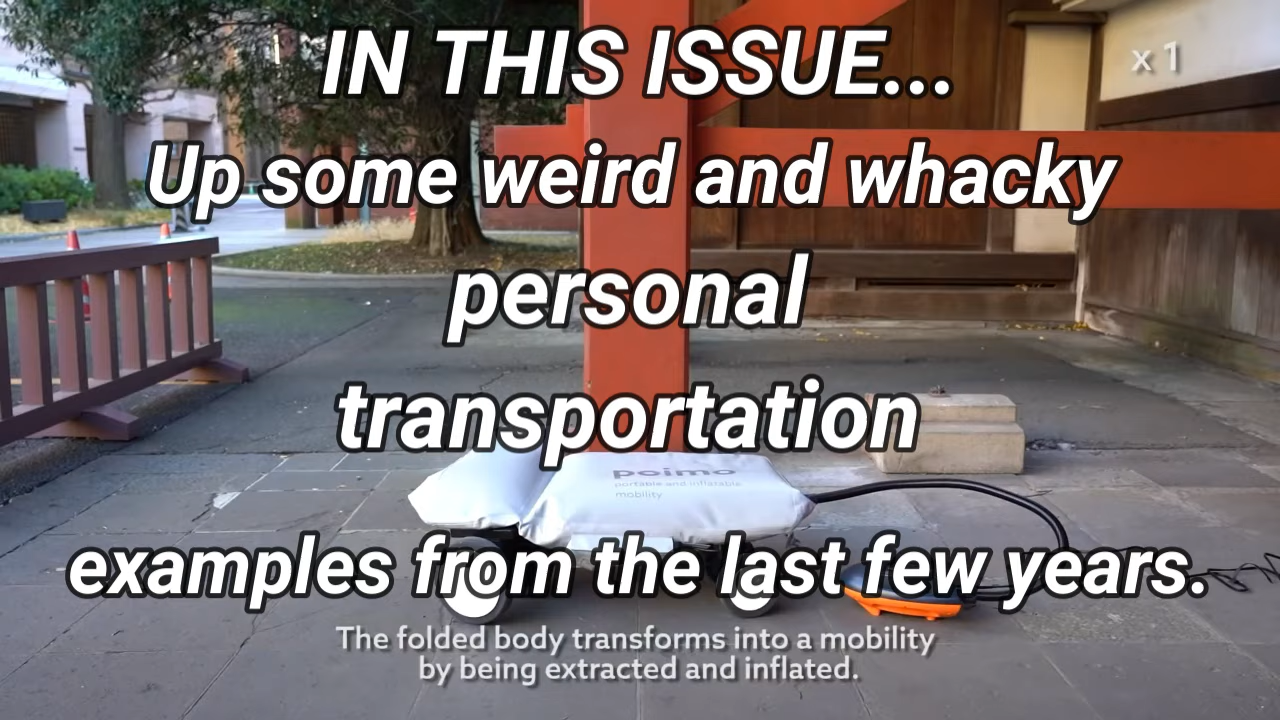 IN THIS ISSUE...
x 1
Up some weird and whacky
personal
transportation
poimo
portable and inflatable
mobility
examples from the last few years.
The folded body transforms into a mobility
by being extracted and inflated.